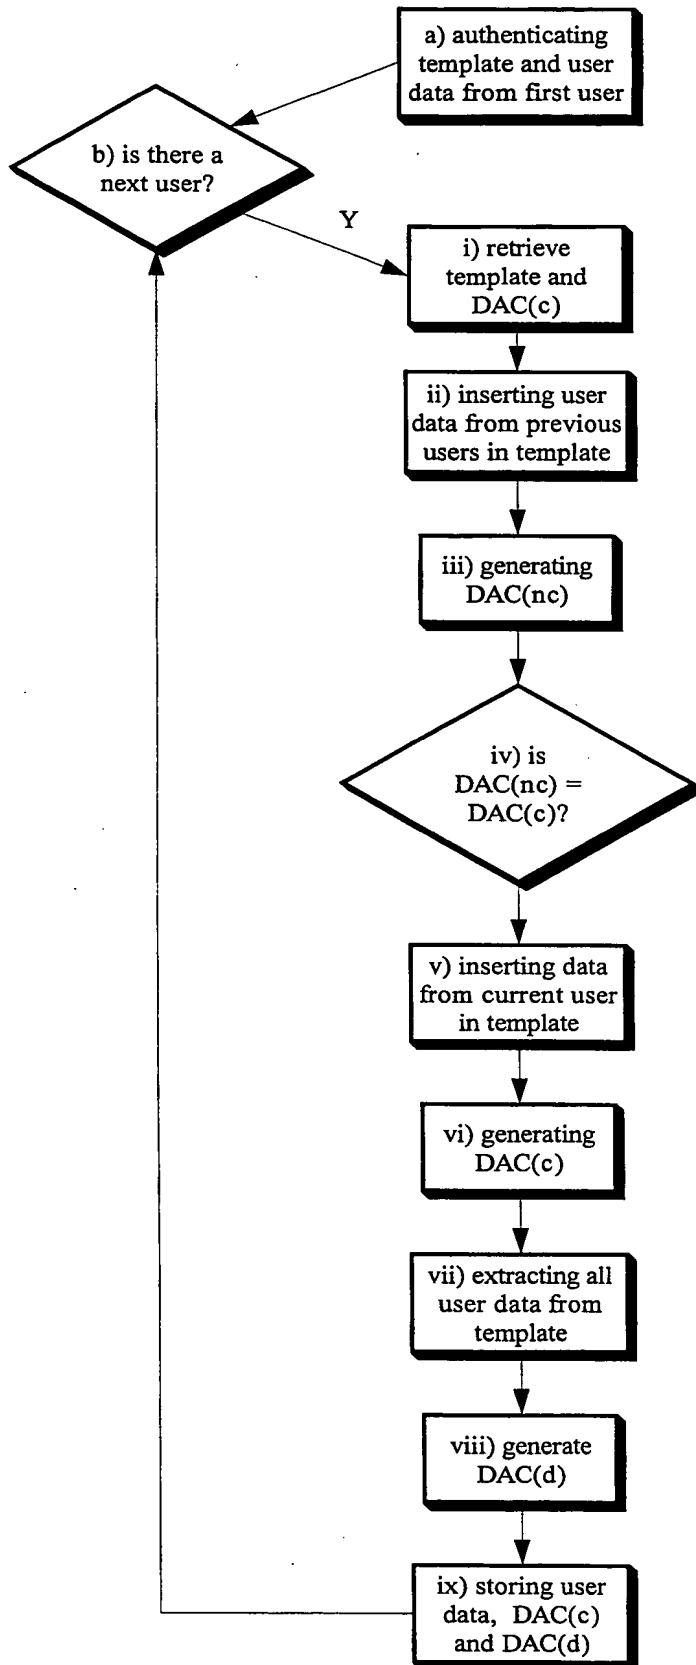 a) authenticating
template and user
data from first user
b) is there a
next user?
Y
i) retrieve
template and
DAC(c)
ii) inserting user
data from previous
users in template
iii) generating
DAC(nc)
iv) is
DAC(nc) =
DAC(c)?
v) inserting data
from current user
in template
vi) generating
DAC(c)
vii) extracting all
user data from
template
viii) generate
DAC(d)
ix) storing user
data, DAC(c)
and DAC(d)